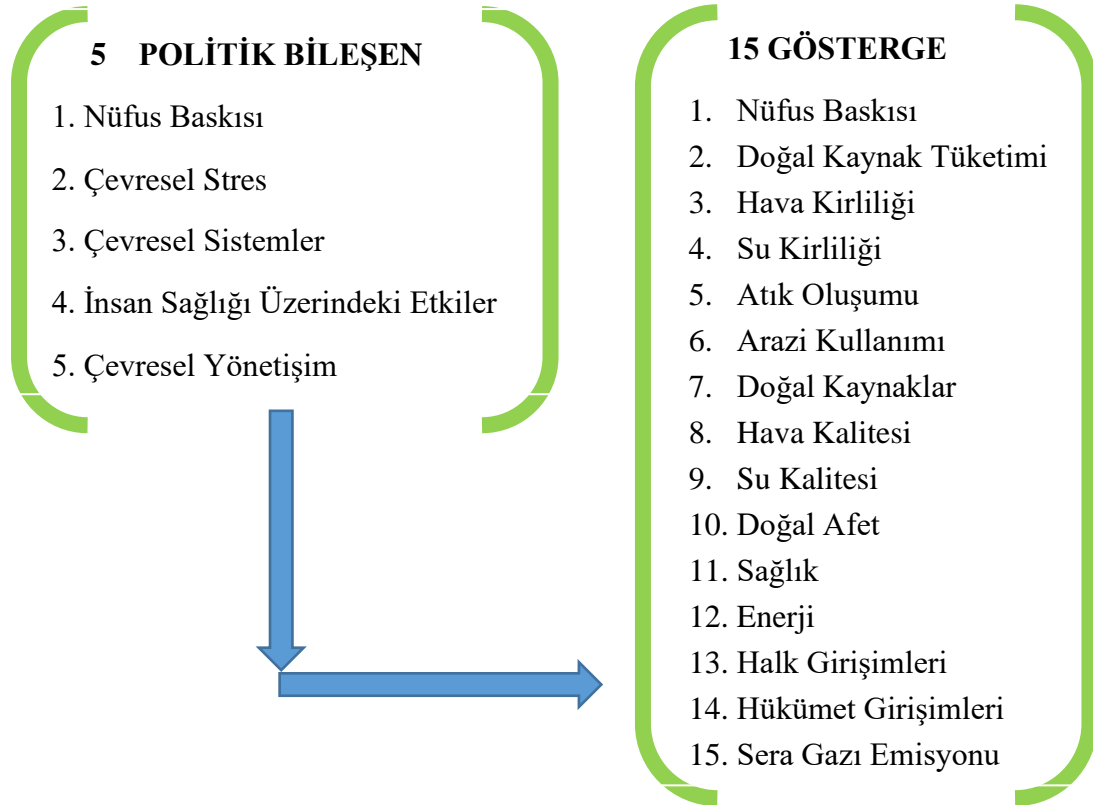 5 POLİTİK BİLEŞEN
1. Nüfus Baskısı
2. Çevresel Stres
3. Çevresel Sistemler
4. İnsan Sağlığı Üzerindeki Etkiler
5. Çevresel Yönetişim
15 GÖSTERGE
1. Nüfus Baskısı
2. Doğal Kaynak Tüketimi
3. Hava Kirliliği
4. Su Kirliliği
5. Atık Oluşumu
6. Arazi Kullanımı
7. Doğal Kaynaklar
8. Hava Kalitesi
9. Su Kalitesi
10. Doğal Afet
11. Sağlık
12. Enerji
13. Halk Girişimleri
14. Hükümet Girişimleri
15. Sera Gazı Emisyonu